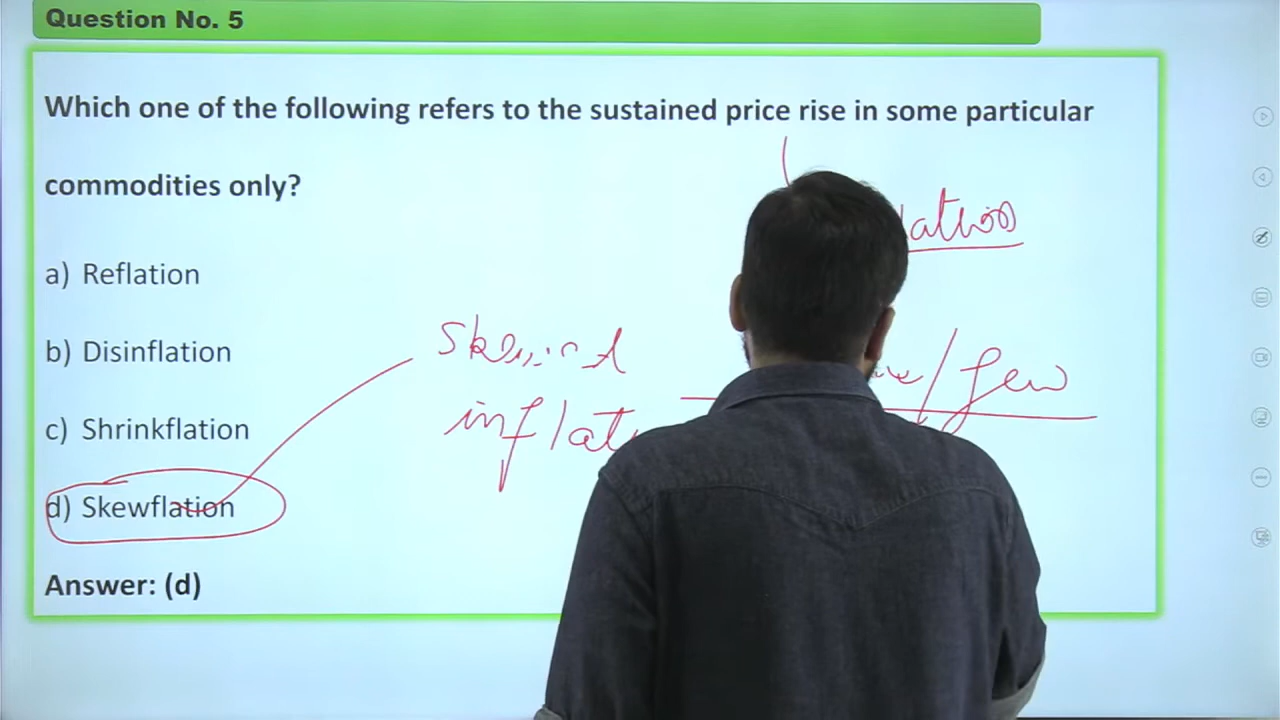 Question No. 5
Which one of the following refers to the sustained price rise in some particular
commodities only?
a) Reflation
b) Disinflation
c) Shrinkflation
d) Skewflation
Answer: (d)
Skewed
inflat
/ few